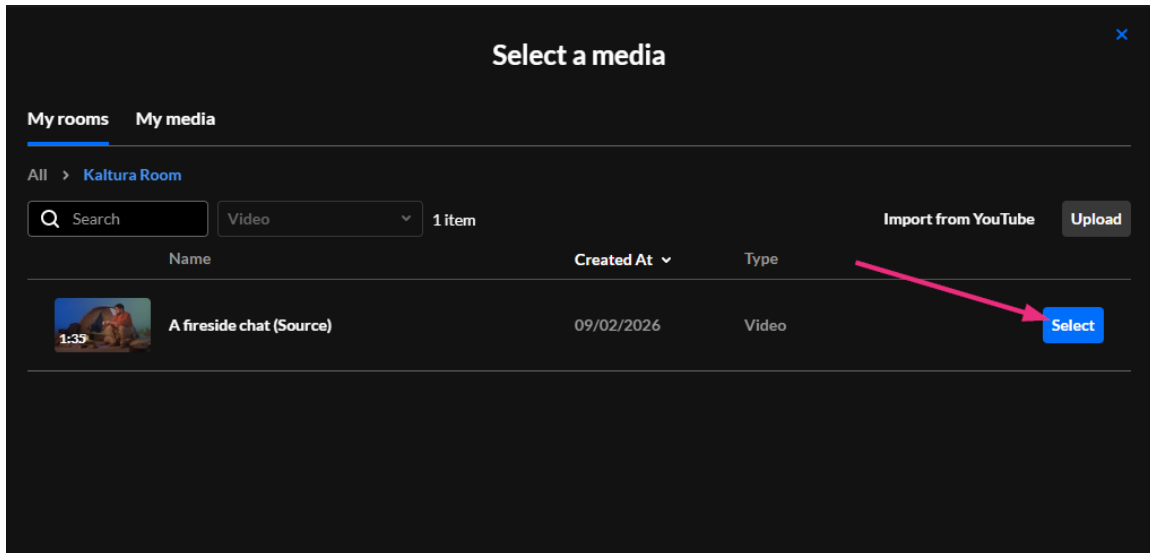 Select a media
×
My rooms My media
All > Kaltura Room
Search Video 1 item Import from YouTube Upload
Name Created At Type
1:35 A fireside chat (Source) 09/02/2026 Video Select